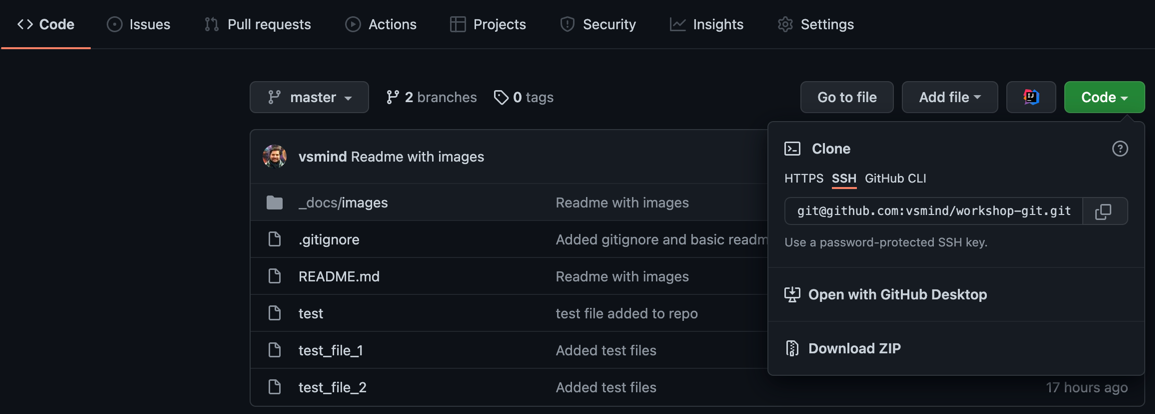 Code Issues Pull requests Actions Projects Security Insights Settings
master 2 branches 0 tags Go to file Add file Code
vsmind Readme with images
_docs/images Readme with images
.gitignore Added gitignore and basic readm
README.md Readme with images
test test file added to repo
test_file_1 Added test files
test_file_2 Added test files 17 hours ago
Clone
HTTPS SSH GitHub CLI
git@github.com:vsmind/workshop-git.git
Use a password-protected SSH key.
Open with GitHub Desktop
Download ZIP